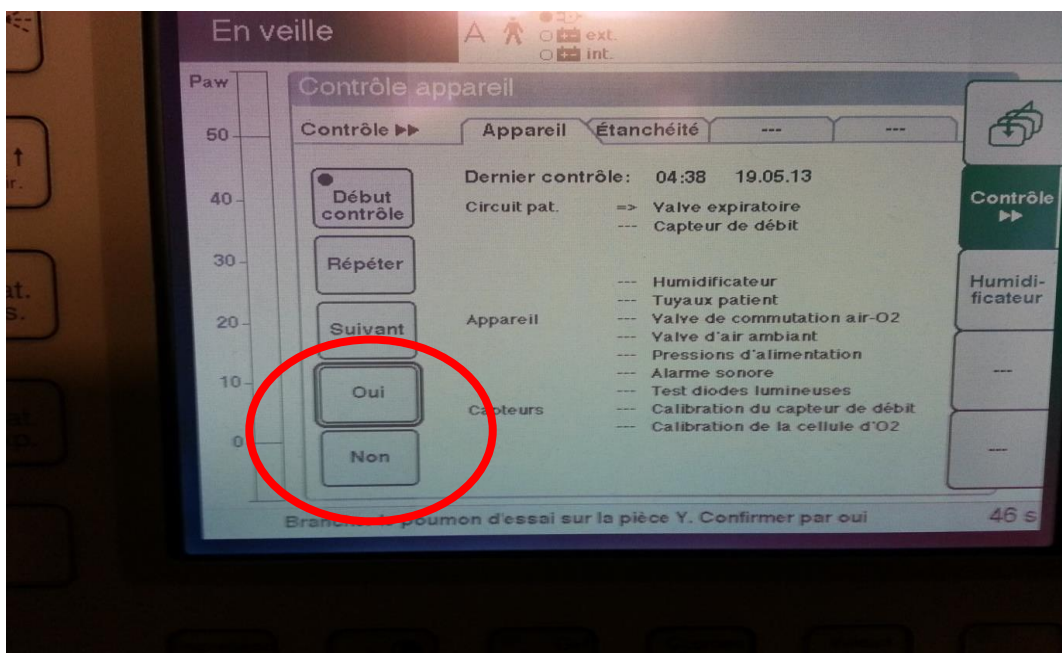 En veille
A
ext.
int.
Paw
50
40
30
20
10
0
Contrôle appareil
Contrôle ▶▶ Appareil Étanchéité --- ---
Dernier contrôle: 04:38 19.05.13
Début
contrôle
Répéter
Suivant
Oui
Non
Circuit pat. => Valve expiratoire
--- Capteur de débit
--- Humidificateur
--- Tuyaux patient
Appareil --- Valve de commutation air-O2
--- Valve d'air ambiant
--- Pressions d'alimentation
--- Alarme sonore
--- Test diodes lumineuses
Capteurs --- Calibration du capteur de débit
--- Calibration de la cellule d'O2
Contrôle
▶▶
Humidi-
ficateur
---
---
poumon d'essai sur la pièce Y. Confirmer par oui 46 s